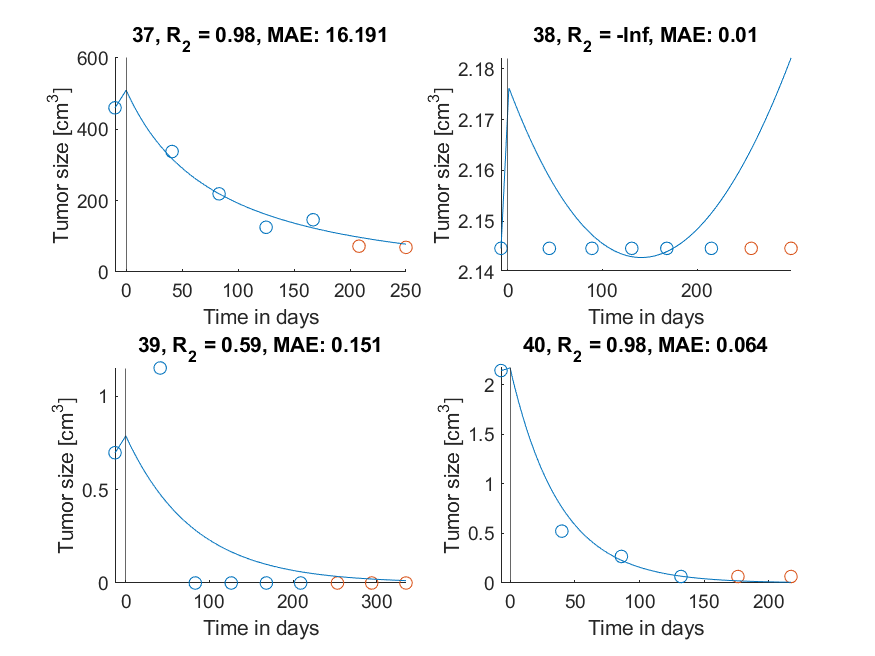 37, R2 = 0.98, MAE: 16.191
Tumor size [cm3]
600
400
200
0
0 50 100 150 200 250
Time in days
38, R2 = -Inf, MAE: 0.01
Tumor size [cm3]
2.18
2.17
2.16
2.15
2.14
0 100 200
Time in days
39, R2 = 0.59, MAE: 0.151
Tumor size [cm3]
1
0.5
0
0 100 200 300
Time in days
40, R2 = 0.98, MAE: 0.064
Tumor size [cm3]
2
1.5
1
0.5
0
0 50 100 150 200
Time in days